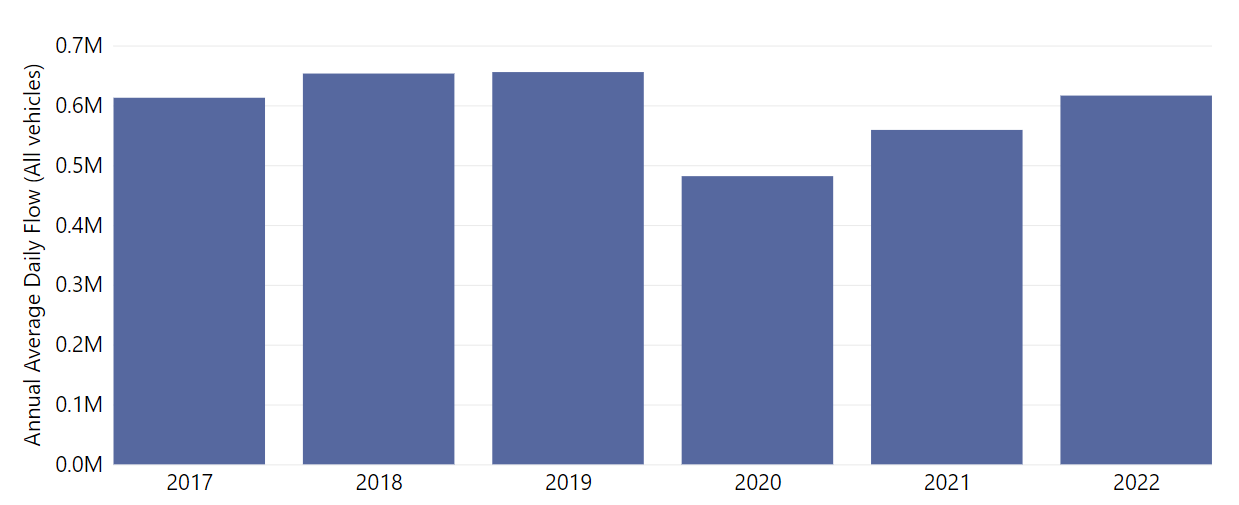 Annual Average Daily Flow (All vehicles)
0.7M
0.6M
0.5M
0.4M
0.3M
0.2M
0.1M
0.0M
2017 2018 2019 2020 2021 2022